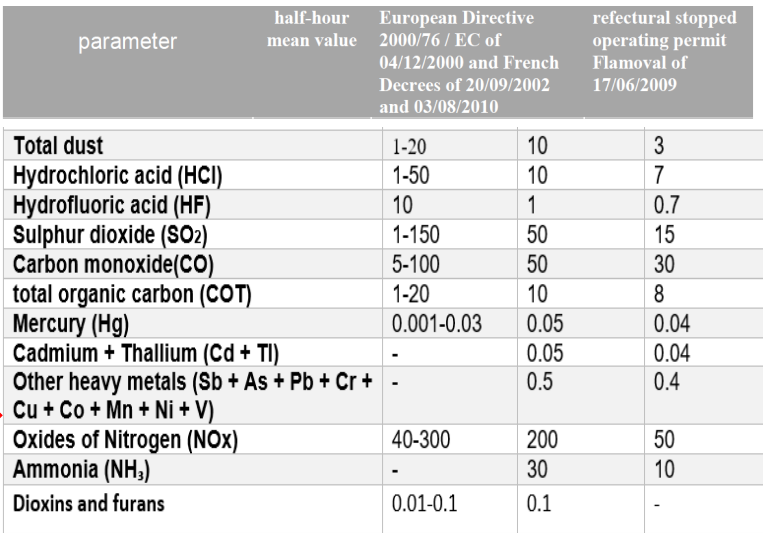 parameter half-hour mean value European Directive 2000/76 / EC of 04/12/2000 and French Decrees of 20/09/2002 and 03/08/2010 refectural stopped operating permit Flamoval of 17/06/2009
Total dust 1-20 10 3
Hydrochloric acid (HCl) 1-50 10 7
Hydrofluoric acid (HF) 10 1 0.7
Sulphur dioxide (SO2) 1-150 50 15
Carbon monoxide(CO) 5-100 50 30
total organic carbon (COT) 1-20 10 8
Mercury (Hg) 0.001-0.03 0.05 0.04
Cadmium + Thallium (Cd + Tl) - 0.05 0.04
Other heavy metals (Sb + As + Pb + Cr + - 0.5 0.4
Cu + Co + Mn + Ni + V)
Oxides of Nitrogen (NOx) 40-300 200 50
Ammonia (NH₃) - 30 10
Dioxins and furans 0.01-0.1 0.1 -